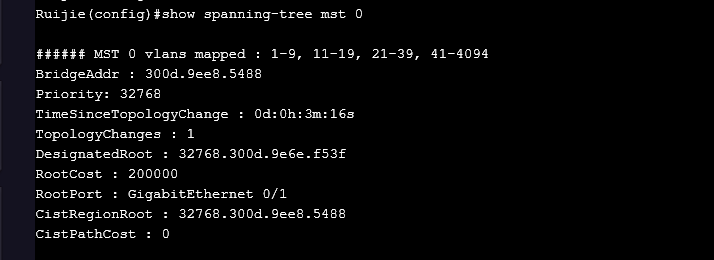 Ruijie(config)#show spanning-tree mst 0
###### MST 0 vlans mapped : 1-9, 11-19, 21-39, 41-4094
BridgeAddr : 300d.9ee8.5488
Priority: 32768
TimeSinceTopologyChange : 0d:0h:3m:16s
TopologyChanges : 1
DesignatedRoot : 32768.300d.9e6e.f53f
RootCost : 200000
RootPort : GigabitEthernet 0/1
CistRegionRoot : 32768.300d.9ee8.5488
CistPathCost : 0